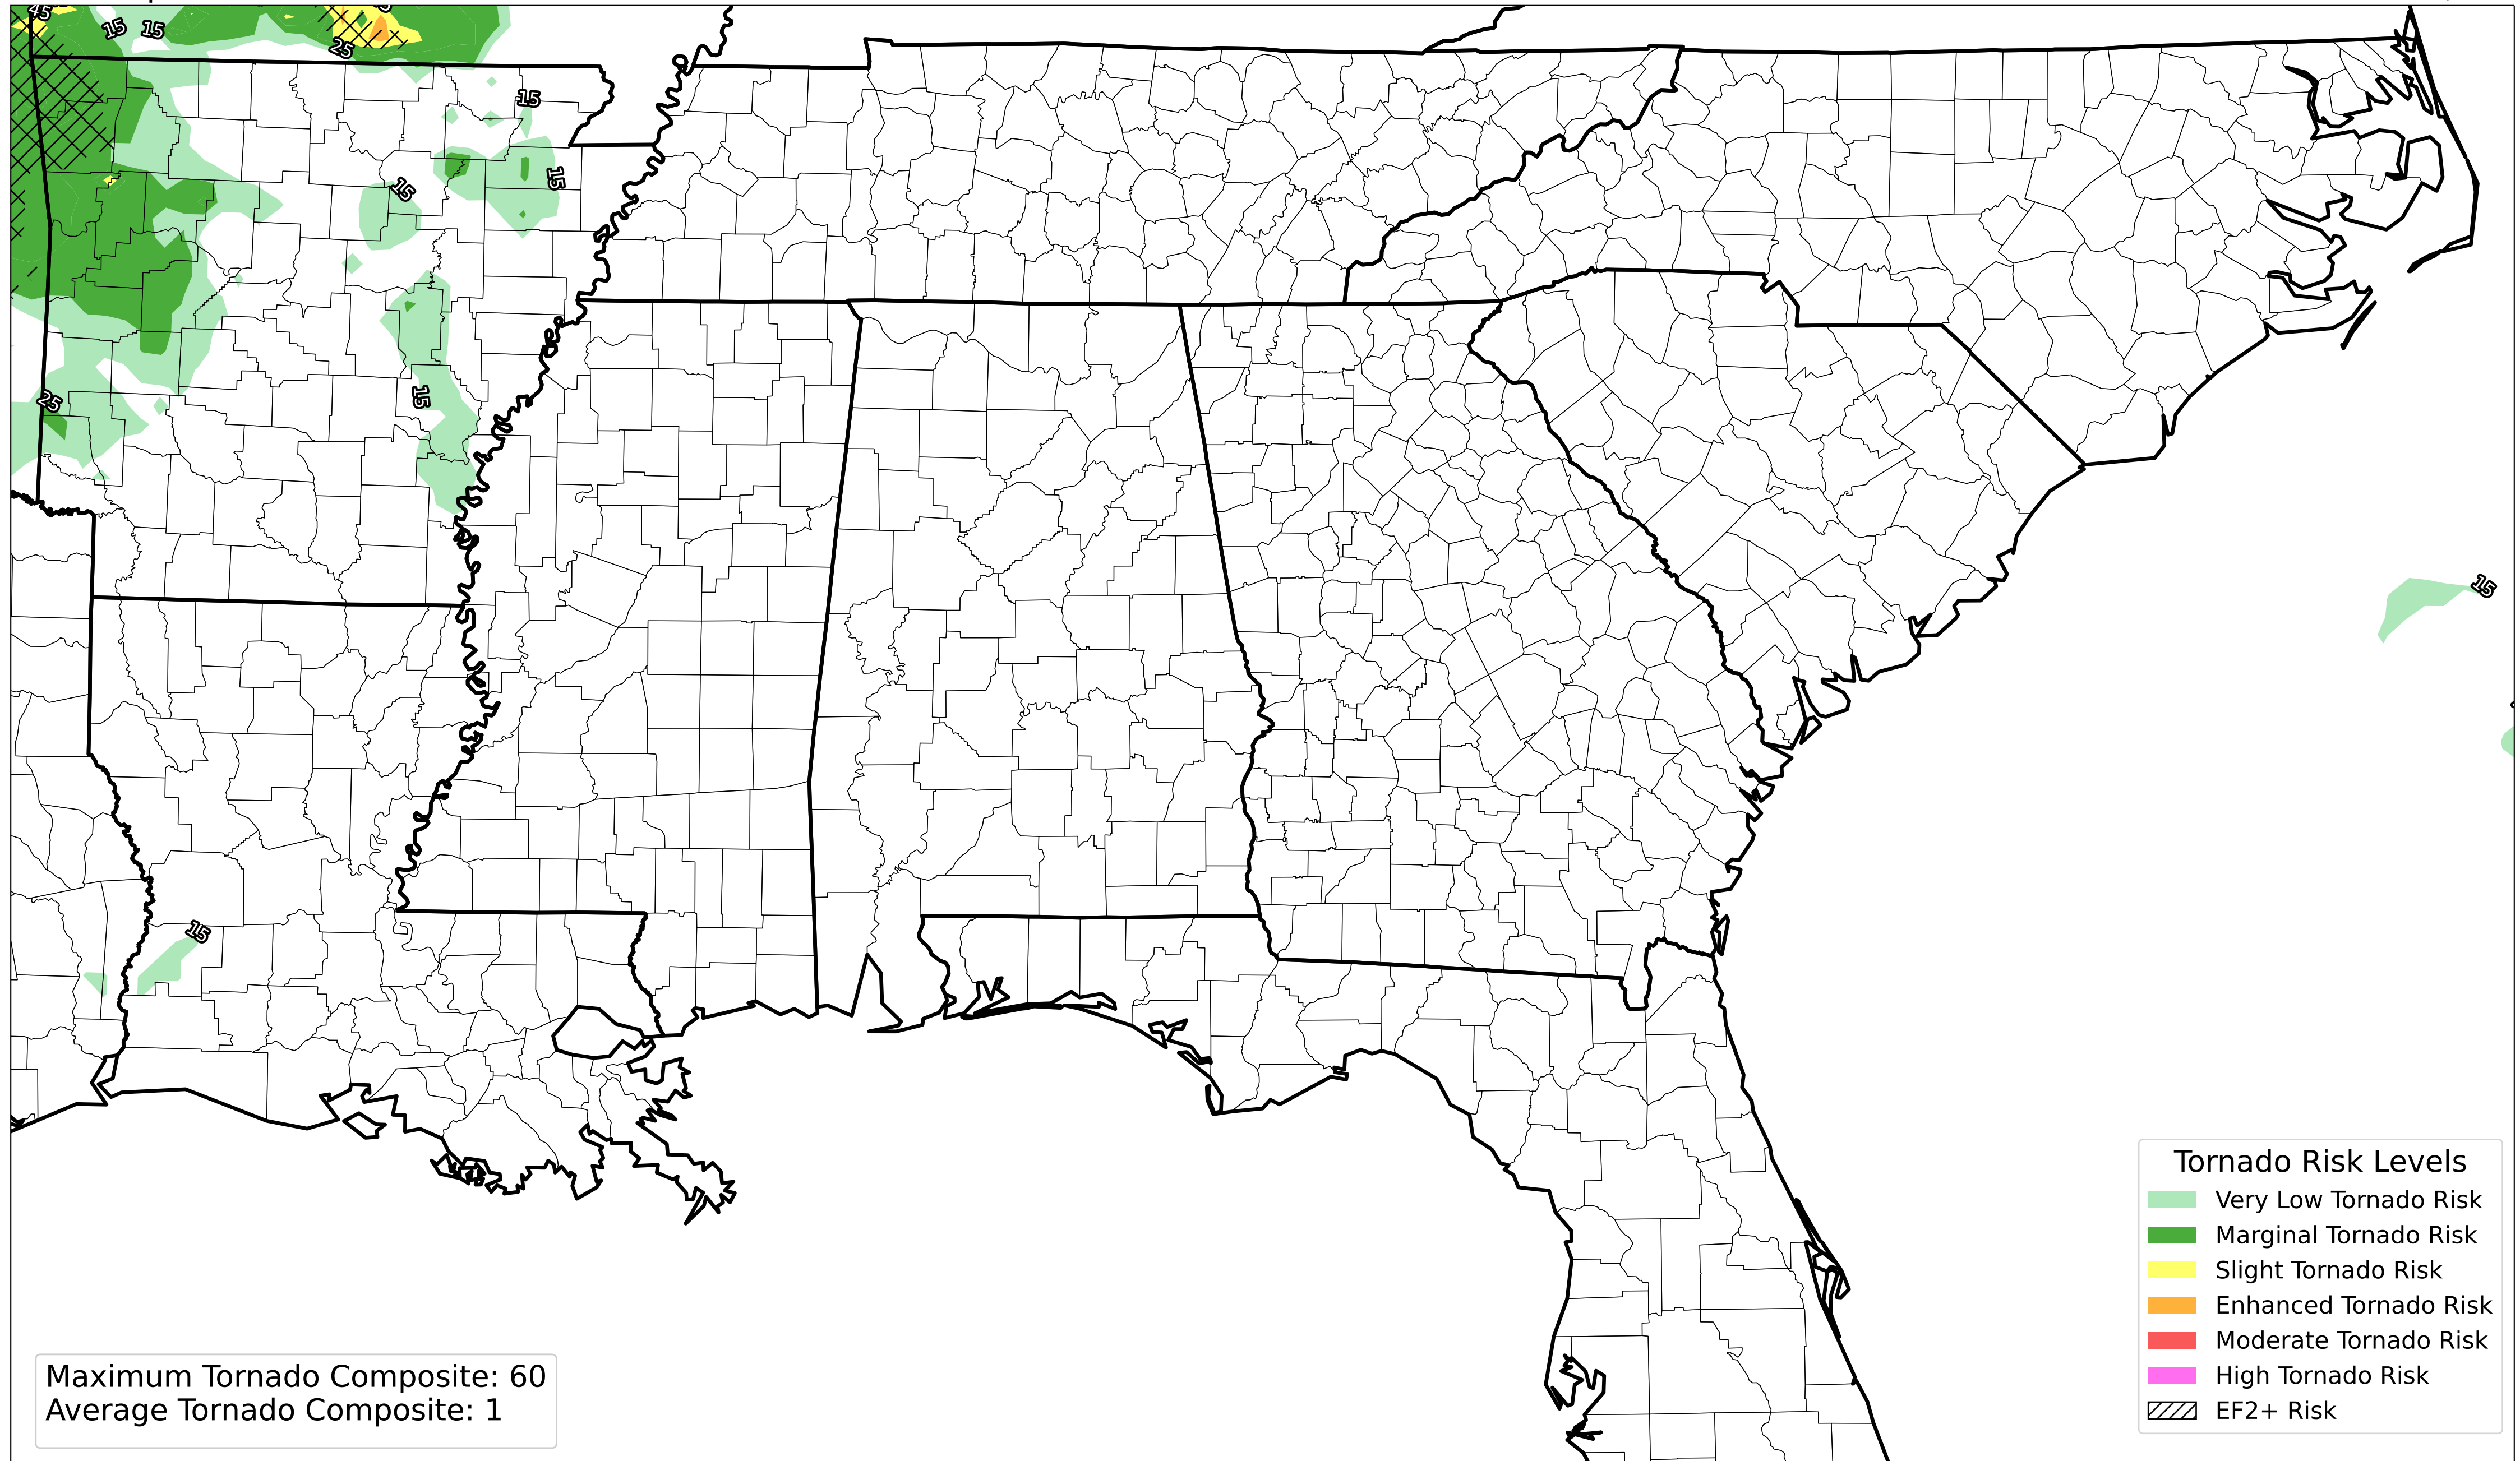 45
15
15
25
15
15
15
15
25
15
15
Tornado Risk Levels
Very Low Tornado Risk
Marginal Tornado Risk
Slight Tornado Risk
Enhanced Tornado Risk
Moderate Tornado Risk
High Tornado Risk
EF2+ Risk
Maximum Tornado Composite: 60
Average Tornado Composite: 1